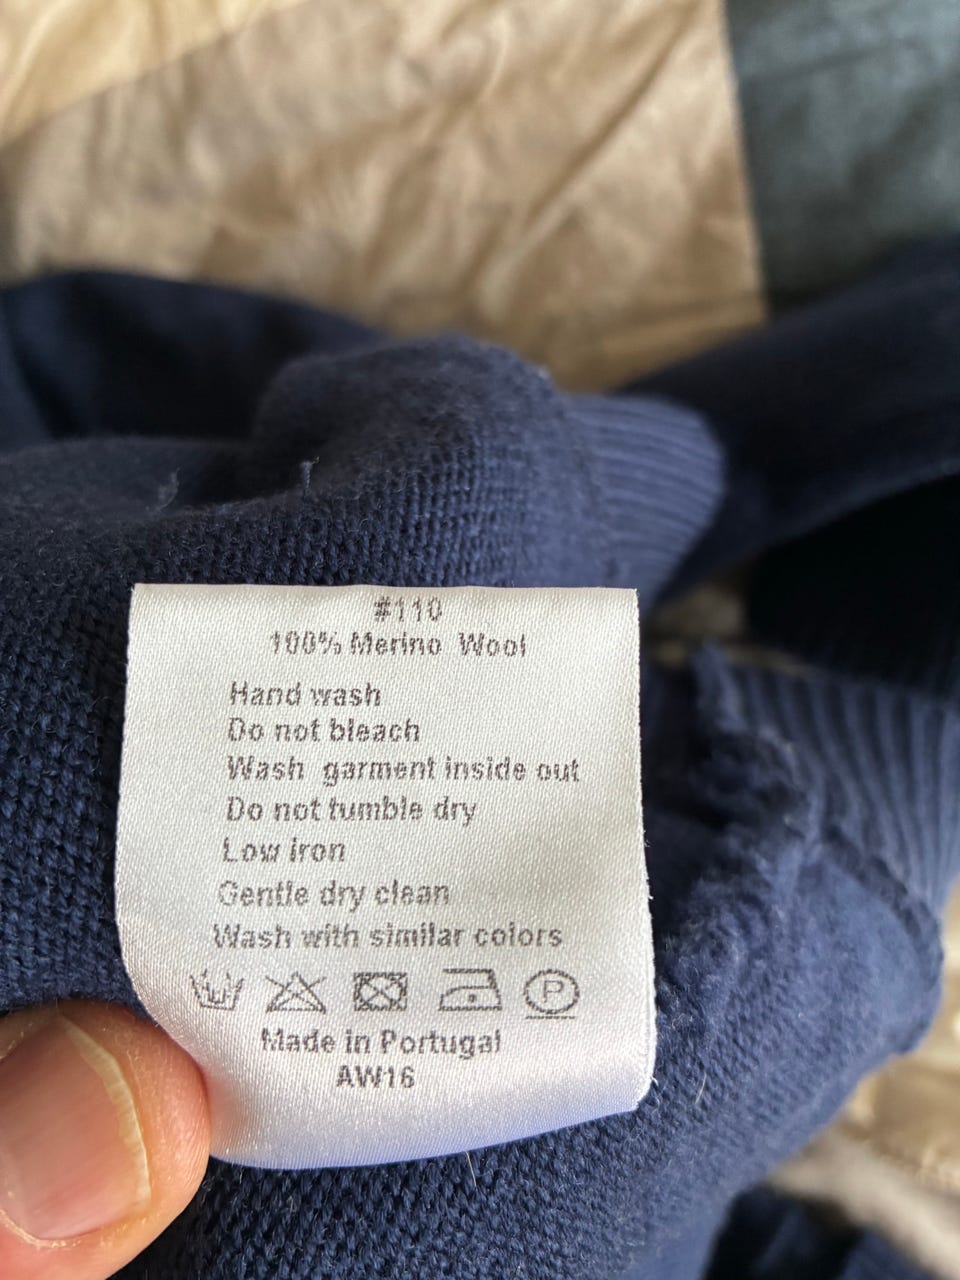 #110
100% Merino Wool
Hand wash
Do not bleach
Wash garment inside out
Do not tumble dry
Low iron
Gentle dry clean
Wash with similar colors
P
Made in Portugal
AW16